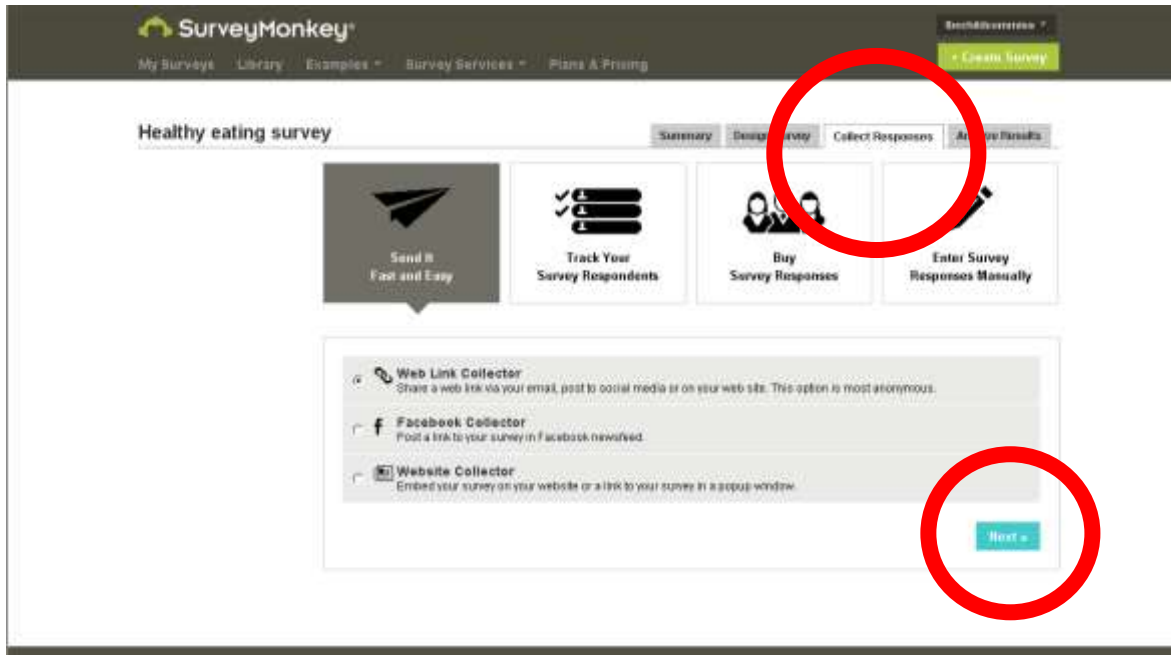 SurveyMonkey
My Surveys Library Examples Survey Services Plans & Pricing
+ Create Survey
Healthy eating survey
Summary Design Survey Collect Responses Analyze Results
Send It
Fast and Easy
Track Your
Survey Respondents
Buy
Survey Responses
Enter Survey
Responses Manually
Web Link Collector
Share a web link via your email, post to social media or on your web site. This option is most anonymous.
Facebook Collector
Post a link to your survey in Facebook newsfeed.
Website Collector
Embed your survey on your website or a link to your survey in a popup window.
Next »